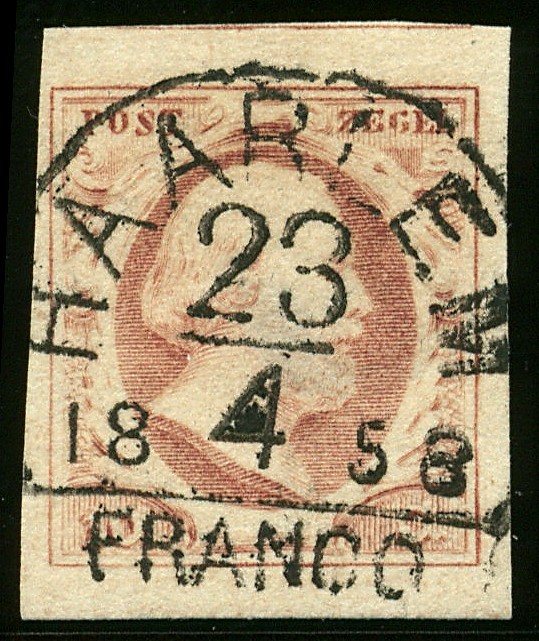 POST ZEGEL
HAARLEM
23
4
18 58
FRANCO